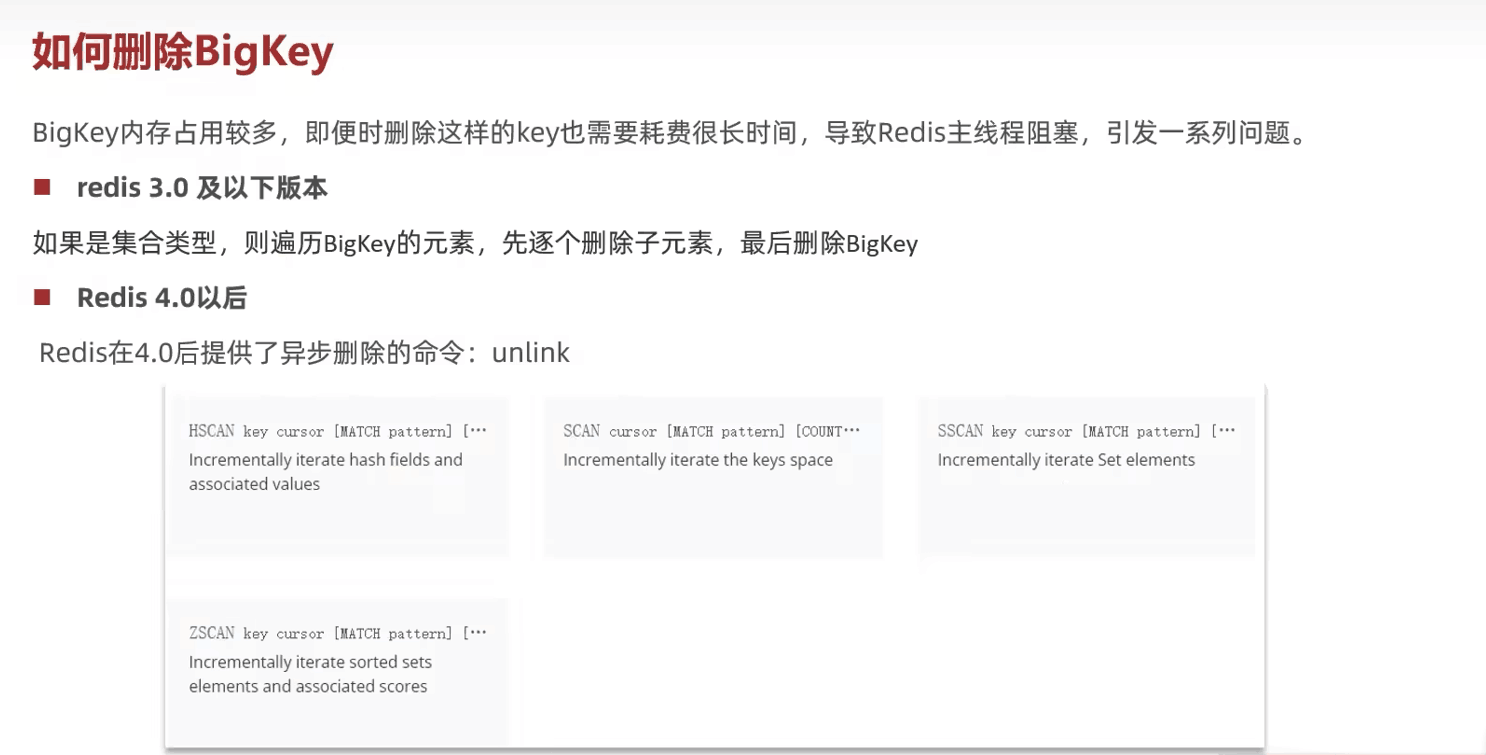 如何删除BigKey
BigKey内存占用较多，即便时删除这样的key也需要耗费很长时间，导致Redis主线程阻塞，引发一系列问题。
redis 3.0 及以下版本
如果是集合类型，则遍历BigKey的元素，先逐个删除子元素，最后删除BigKey
Redis 4.0以后
Redis在4.0后提供了异步删除的命令：unlink
HSCAN key cursor [MATCH pattern] [···
Incrementally iterate hash fields and
associated values
SCAN cursor [MATCH pattern] [COUNT···
Incrementally iterate the keys space
SSCAN key cursor [MATCH pattern] [···
Incrementally iterate Set elements
ZSCAN key cursor [MATCH pattern] [···
Incrementally iterate sorted sets
elements and associated scores